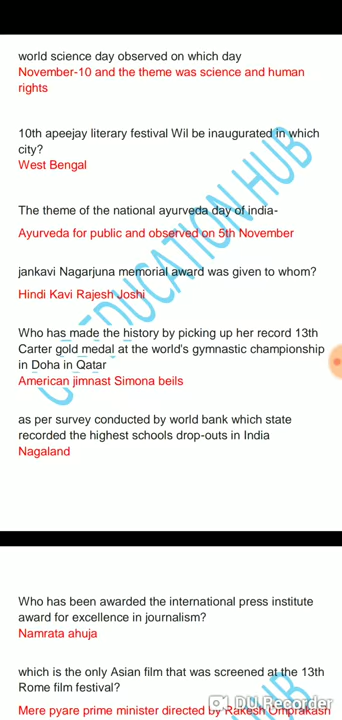 world science day observed on which day
November-10 and the theme was science and human
rights
10th apeejay literary festival Wil be inaugurated in which
city?
West Bengal
The theme of the national ayurveda day of india-
Ayurveda for public and observed on 5th November
jankavi Nagarjuna memorial award was given to whom?
Hindi Kavi Rajesh Joshi
Who has made the history by picking up her record 13th
Carter gold medal at the world's gymnastic championship
in Doha in Qatar
American jimnast Simona beils
as per survey conducted by world bank which state
recorded the highest schools drop-outs in India
Nagaland
EDUCATION HUB
Who has been awarded the international press institute
award for excellence in journalism?
Namrata ahuja
which is the only Asian film that was screened at the 13th
Rome film festival?
Mere pyare prime minister directed by Rakesh Omprakash
DU Recorder